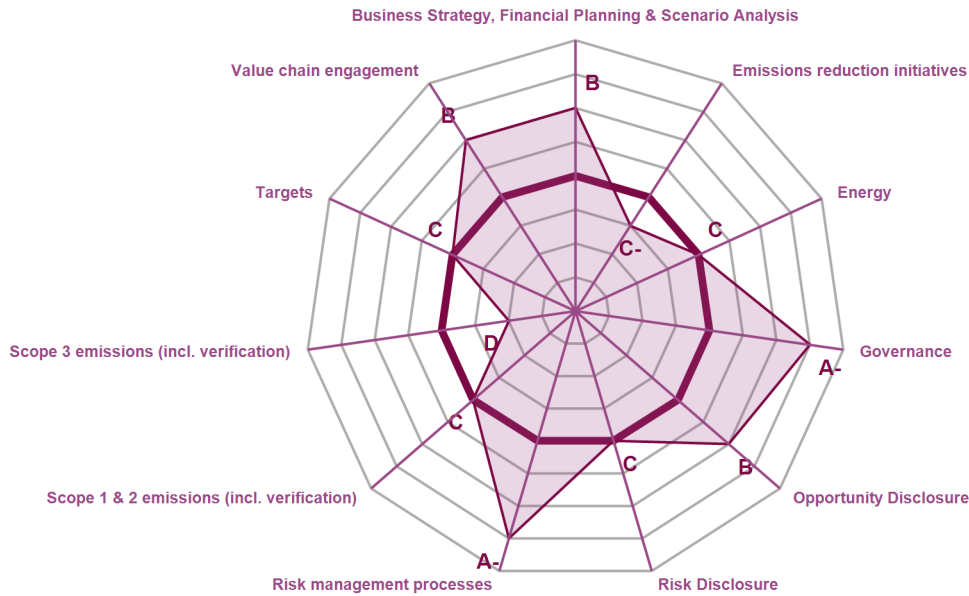 Business Strategy, Financial Planning & Scenario Analysis
Value chain engagement
Emissions reduction initiatives
B
B
Targets
Energy
C
C
C-
Scope 3 emissions (incl. verification)
D
Governance
A-
C
C
B
Scope 1 & 2 emissions (incl. verification)
Opportunity Disclosure
A-
Risk management processes
Risk Disclosure